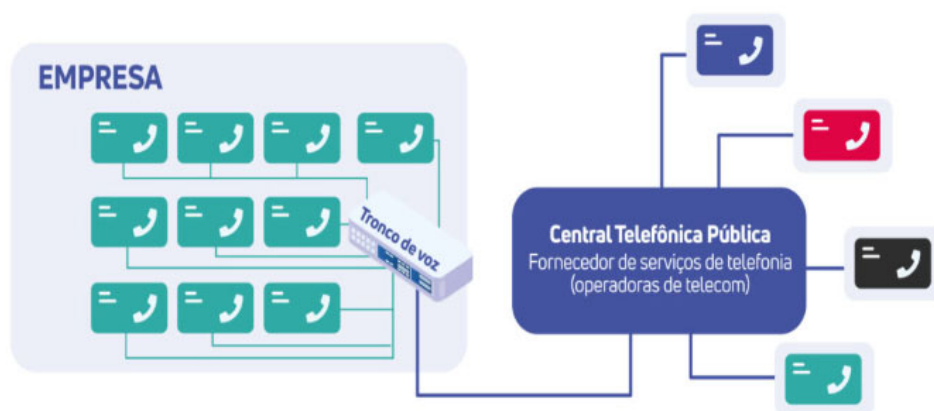 EMPRESA
Tronco de voz
Central Telefônica Pública
Fornecedor de serviços de telefonia
(operadoras de telecom)